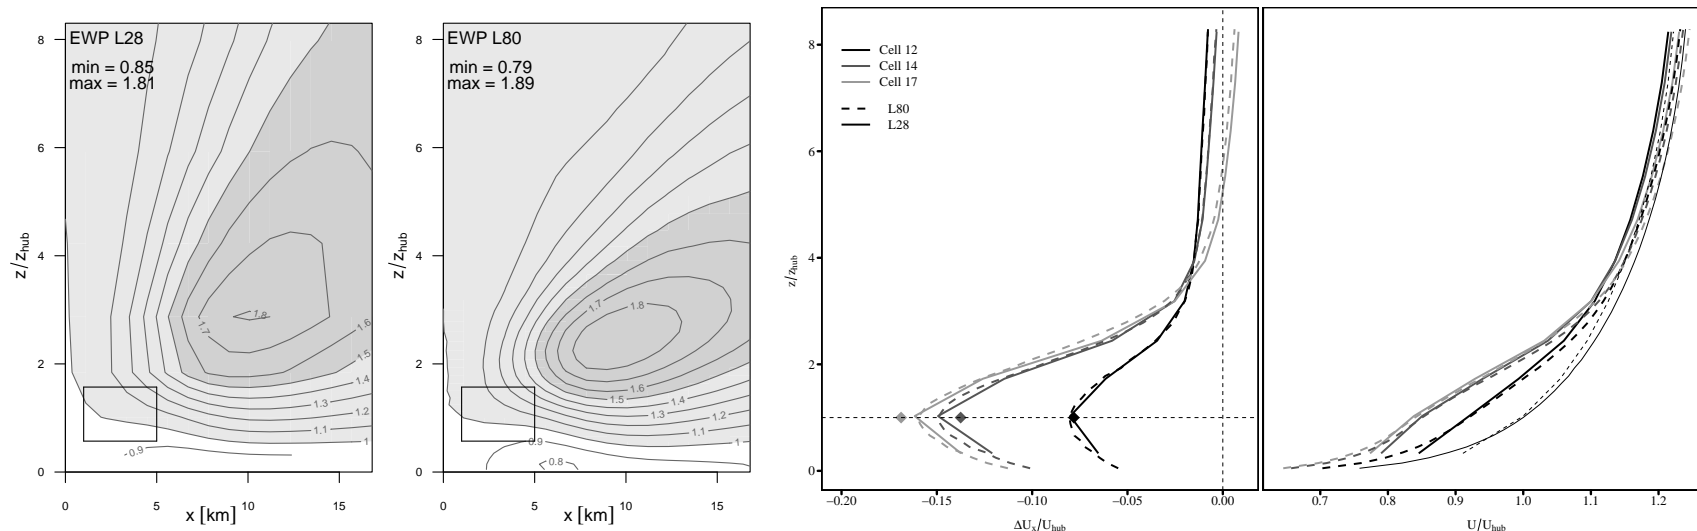 EWP L28
min = 0.85
max = 1.81
1.8
1.7
1.6
1.5
1.4
1.3
1.2
1.1
1
0.9
z/z_hub
0 2 4 6 8
0 5 10 15
x [km]
EWP L80
min = 0.79
max = 1.89
1.8
1.7
1.6
1.5
1.4
1.3
1.2
1.1
1
0.9
0.8
z/z_hub
0 2 4 6 8
0 5 10 15
x [km]
Cell 12
Cell 14
Cell 17
L80
L28
z/z_hub
0 2 4 6 8
−0.20 −0.15 −0.10 −0.05 0.00
ΔU_x/U_hub
0.7 0.8 0.9 1.0 1.1 1.2
U/U_hub